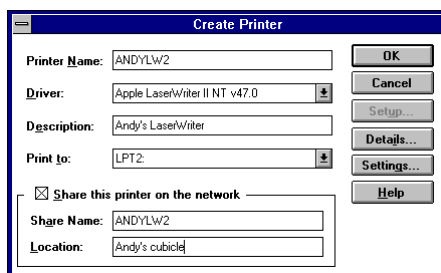 Create Printer
Printer Name: ANDYLW2
Driver: Apple LaserWriter II NT v47.0
Description: Andy's LaserWriter
Print to: LPT2:
Share this printer on the network
Share Name: ANDYLW2
Location: Andy's cubicle
OK
Cancel
Setup...
Details...
Settings...
Help